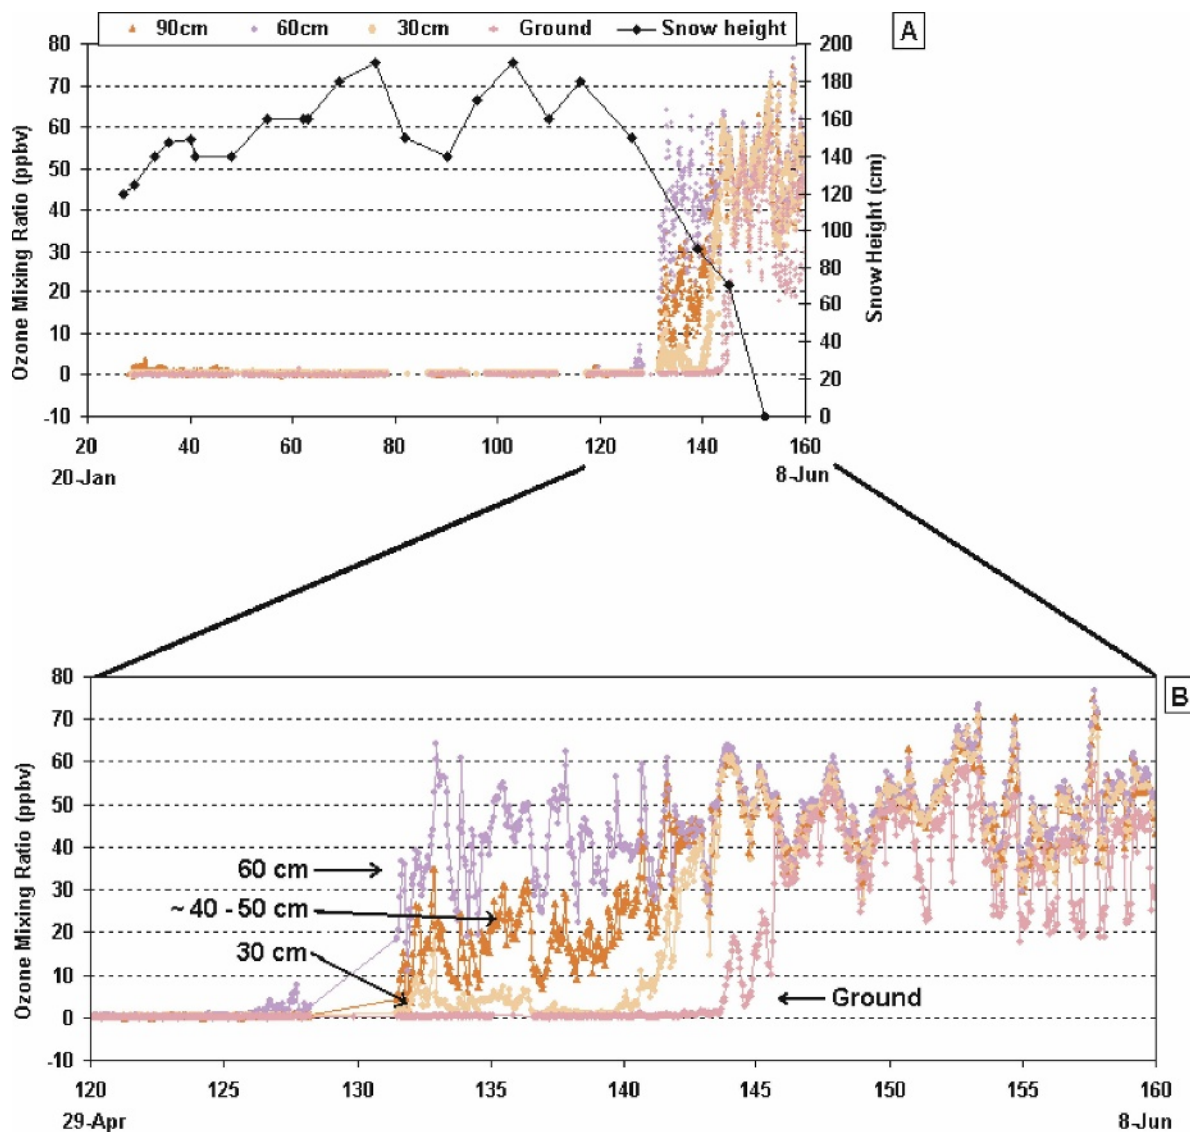 90cm 60cm 30cm Ground Snow height
A
80
70
60
50
40
30
20
10
0
-10
Ozone Mixing Ratio (ppbv)
200
180
160
140
120
100
80
60
40
20
0
Snow Height (cm)
20 40 60 80 100 120 140 160
20-Jan 8-Jun
B
80
70
60
50
40
30
20
10
0
-10
Ozone Mixing Ratio (ppbv)
60 cm
~ 40 - 50 cm
30 cm
Ground
120 125 130 135 140 145 150 155 160
29-Apr 8-Jun